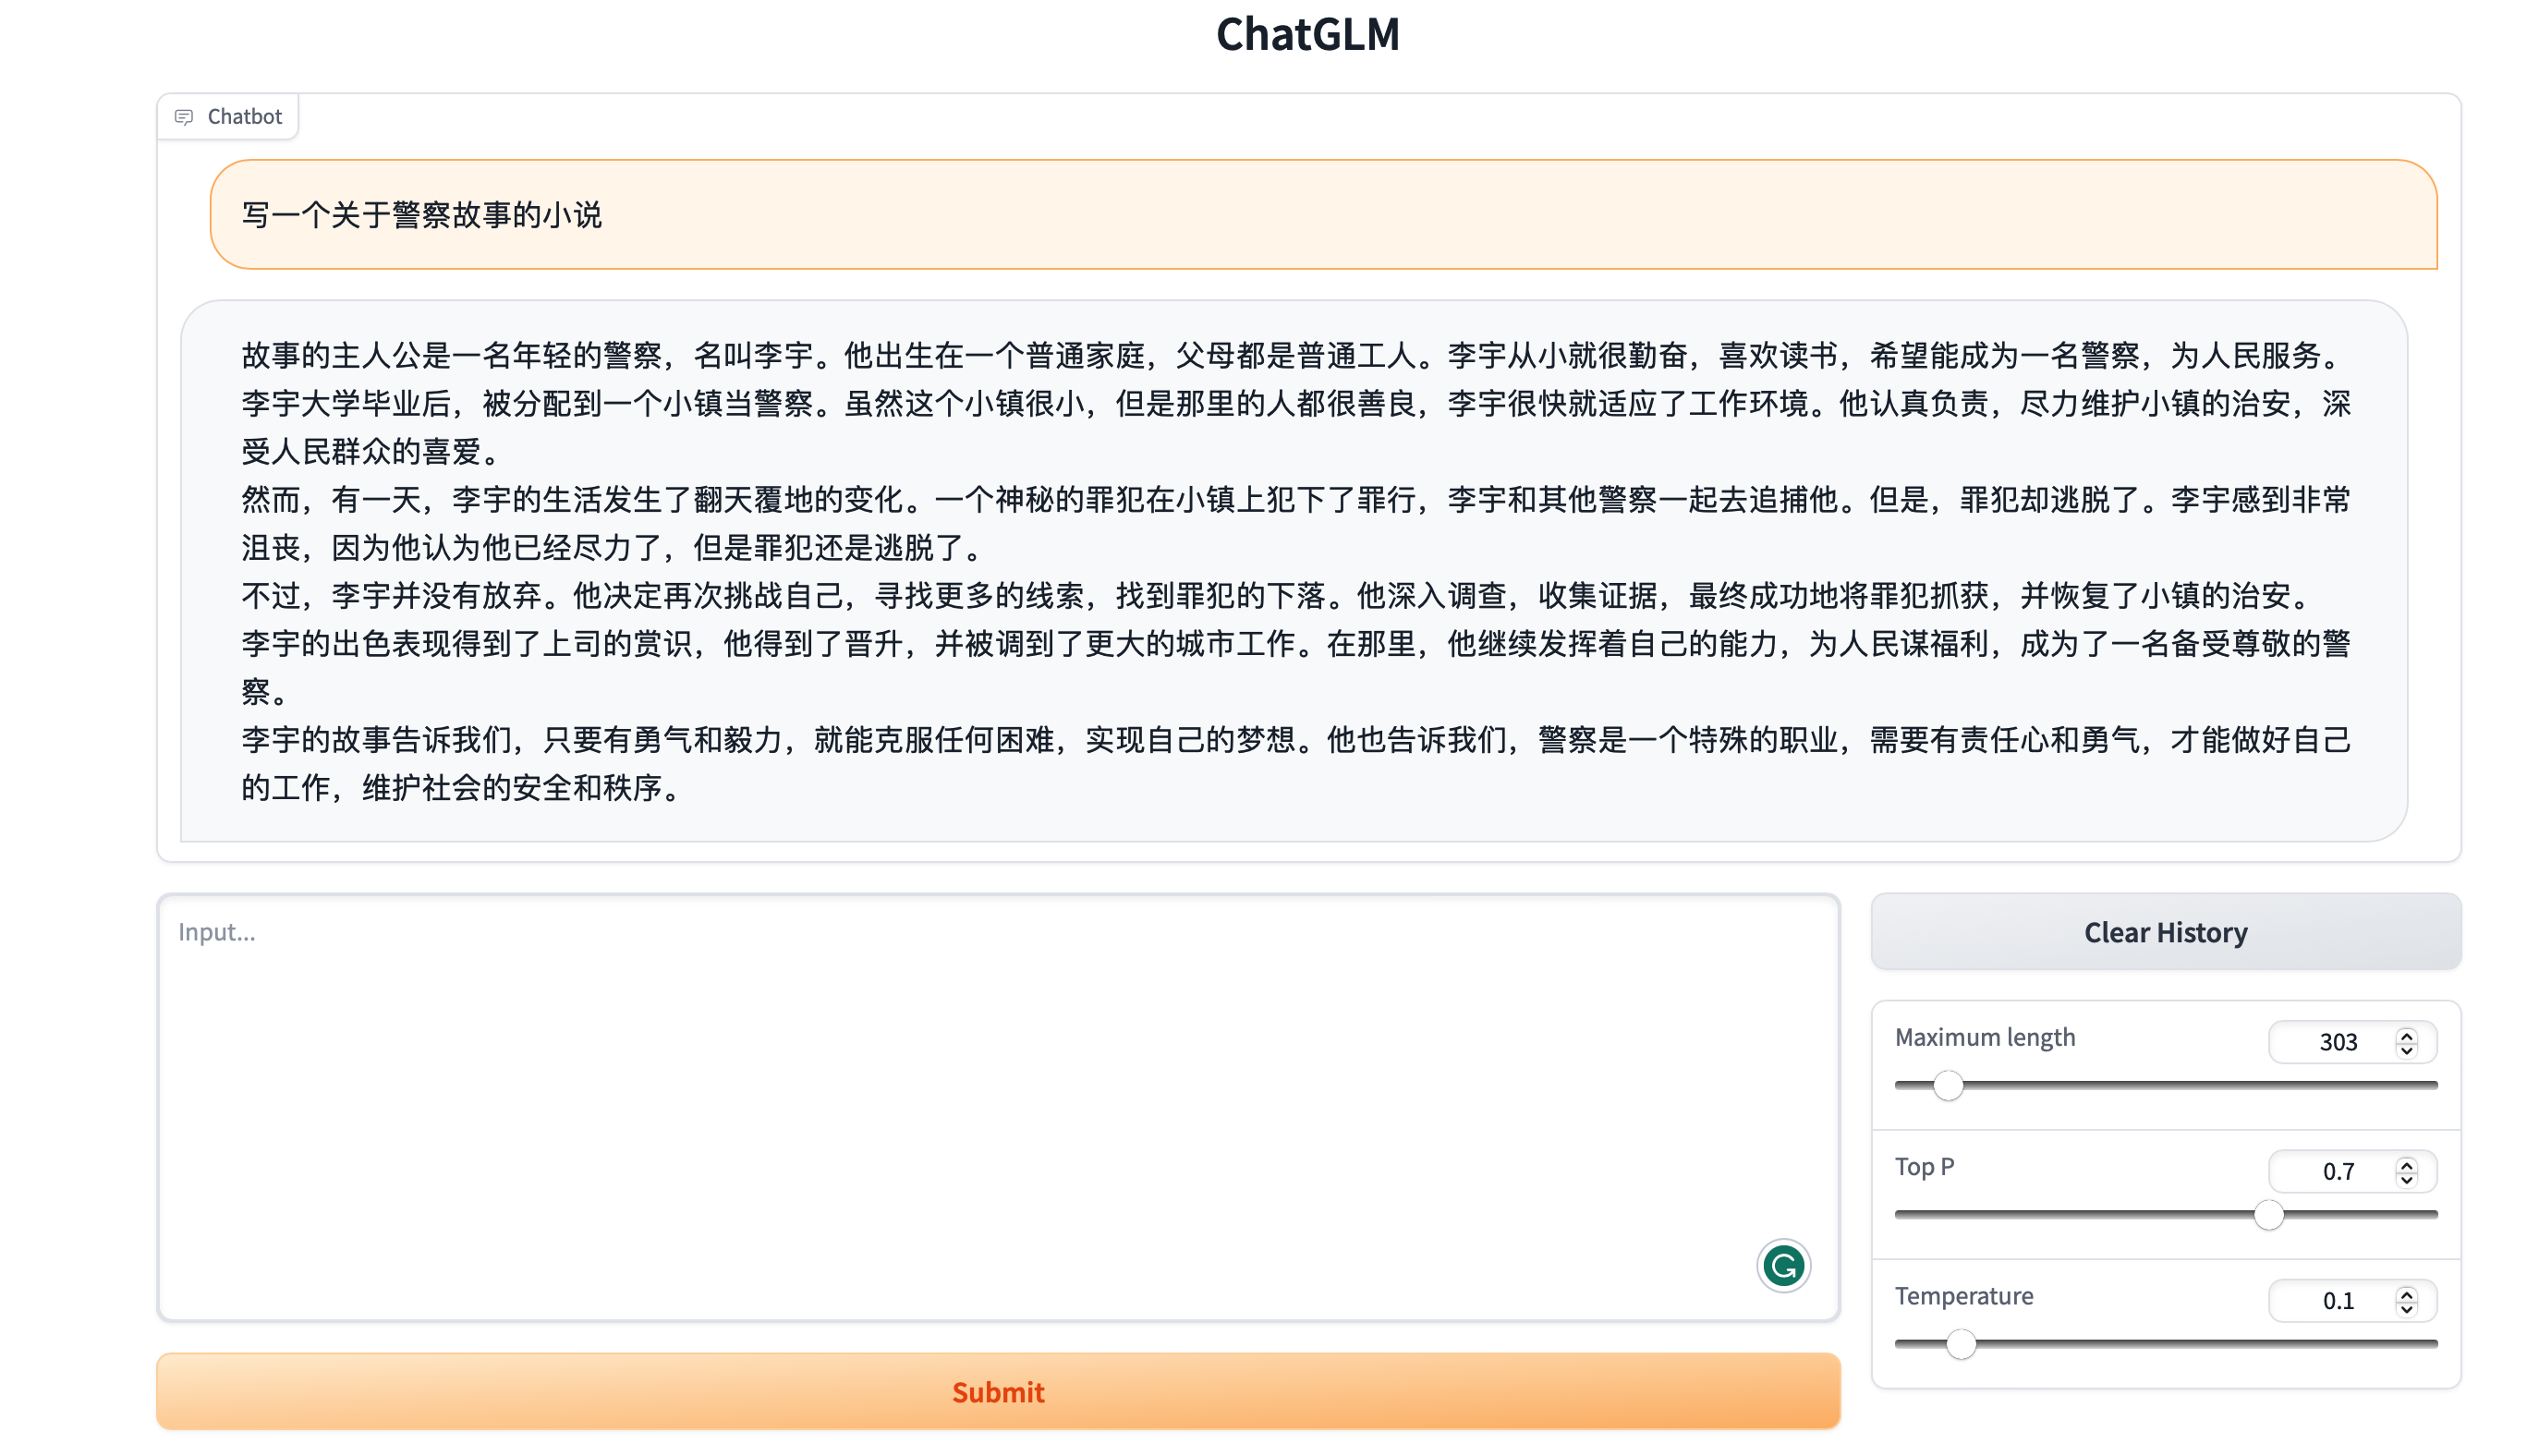 ChatGLM
Chatbot
写一个关于警察故事的小说
故事的主人公是一名年轻的警察，名叫李宇。他出生在一个普通家庭，父母都是普通工人。李宇从小就很勤奋，喜欢读书，希望能成为一名警察，为人民服务。
李宇大学毕业后，被分配到一个小镇当警察。虽然这个小镇很小，但是那里的人都很善良，李宇很快就适应了工作环境。他认真负责，尽力维护小镇的治安，深
受人民群众的喜爱。
然而，有一天，李宇的生活发生了翻天覆地的变化。一个神秘的罪犯在小镇上犯下了罪行，李宇和其他警察一起去追捕他。但是，罪犯却逃脱了。李宇感到非常
沮丧，因为他认为他已经尽力了，但是罪犯还是逃脱了。
不过，李宇并没有放弃。他决定再次挑战自己，寻找更多的线索，找到罪犯的下落。他深入调查，收集证据，最终成功地将罪犯抓获，并恢复了小镇的治安。
李宇的出色表现得到了上司的赏识，他得到了晋升，并被调到了更大的城市工作。在那里，他继续发挥着自己的能力，为人民谋福利，成为了一名备受尊敬的警
察。
李宇的故事告诉我们，只要有勇气和毅力，就能克服任何困难，实现自己的梦想。他也告诉我们，警察是一个特殊的职业，需要有责任心和勇气，才能做好自己
的工作，维护社会的安全和秩序。
Input...
Submit
Clear History
Maximum length 303
Top P 0.7
Temperature 0.1